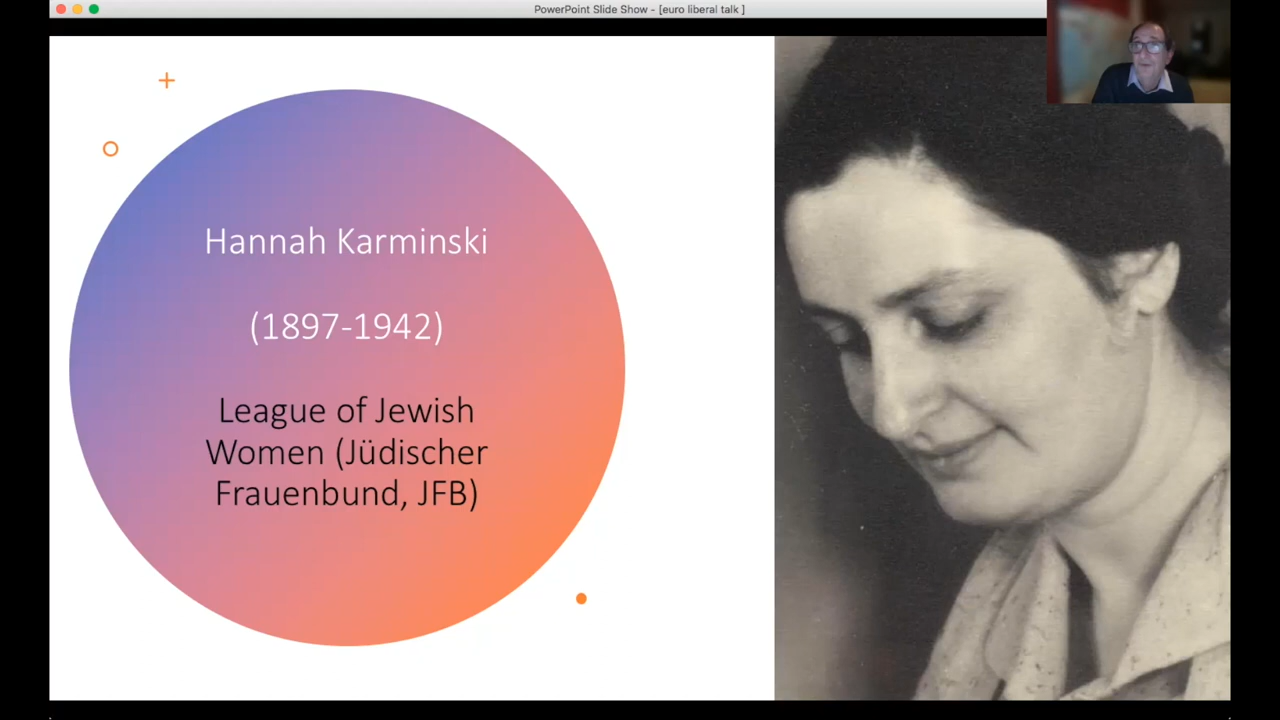 PowerPoint Slide Show - [euro liberal talk ]
Hannah Karminski
(1897-1942)
League of Jewish
Women (Jüdischer
Frauenbund, JFB)